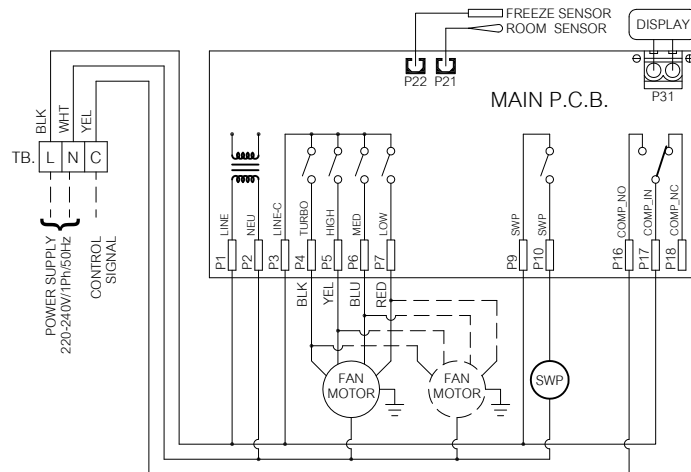 FREEZE SENSOR
ROOM SENSOR
DISPLAY
P22
P21
P31
MAIN P.C.B.
BLK
WHT
YEL
TB.
L
N
C
POWER SUPPLY
220-240V/1Ph/50Hz
CONTROL
SIGNAL
LINE
NEU
LINE-C
TURBO
HIGH
MED
LOW
SWP
SWP
COMP_NO
COMP_IN
COMP_NC
P1
P2
P3
P4
P5
P6
P7
P9
P10
P16
P17
P18
BLK
YEL
BLU
RED
FAN
MOTOR
FAN
MOTOR
SWP